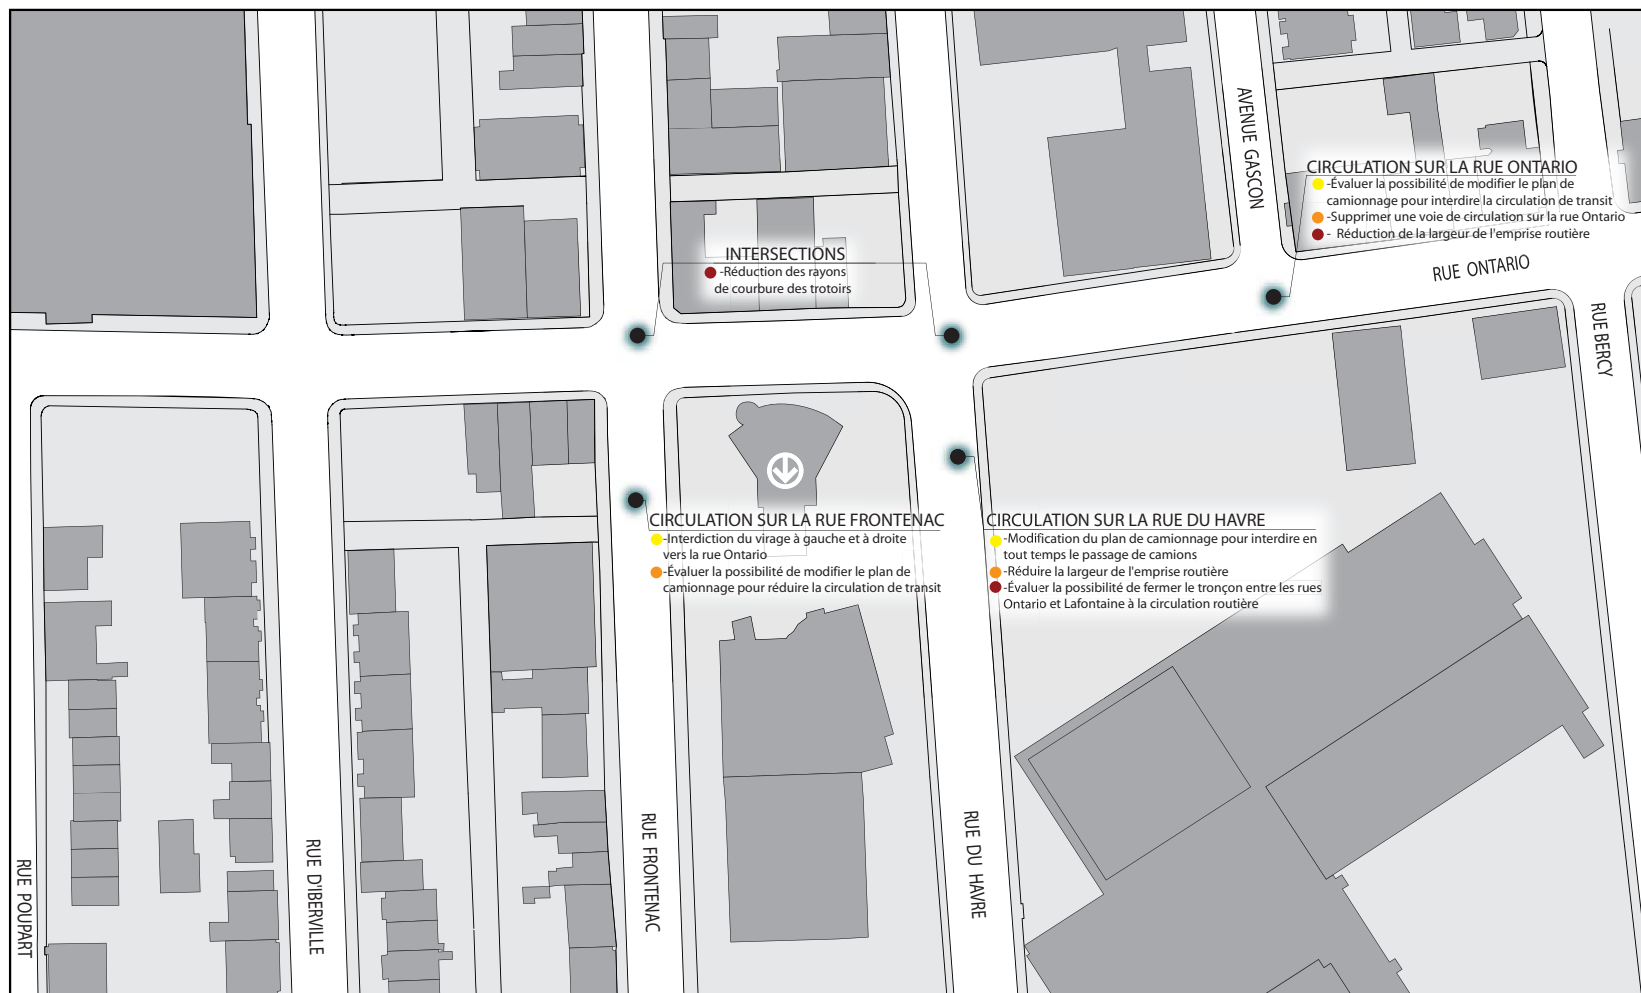 AVENUE GASCON
CIRCULATION SUR LA RUE ONTARIO
-Évaluer la possibilité de modifier le plan de
camionnage pour interdire la circulation de transit
-Supprimer une voie de circulation sur la rue Ontario
- Réduction de la largeur de l'emprise routière
INTERSECTIONS
-Réduction des rayons
de courbure des trotoirs
RUE ONTARIO
RUE BERCY
CIRCULATION SUR LA RUE FRONTENAC
-Interdiction du virage à gauche et à droite
vers la rue Ontario
-Évaluer la possibilité de modifier le plan de
camionnage pour réduire la circulation de transit
CIRCULATION SUR LA RUE DU HAVRE
-Modification du plan de camionnage pour interdire en
tout temps le passage de camions
-Réduire la largeur de l'emprise routière
-Évaluer la possibilité de fermer le tronçon entre les rues
Ontario et Lafontaine à la circulation routière
RUE POUPART
RUE D'IBERVILLE
RUE FRONTENAC
RUE DU HAVRE